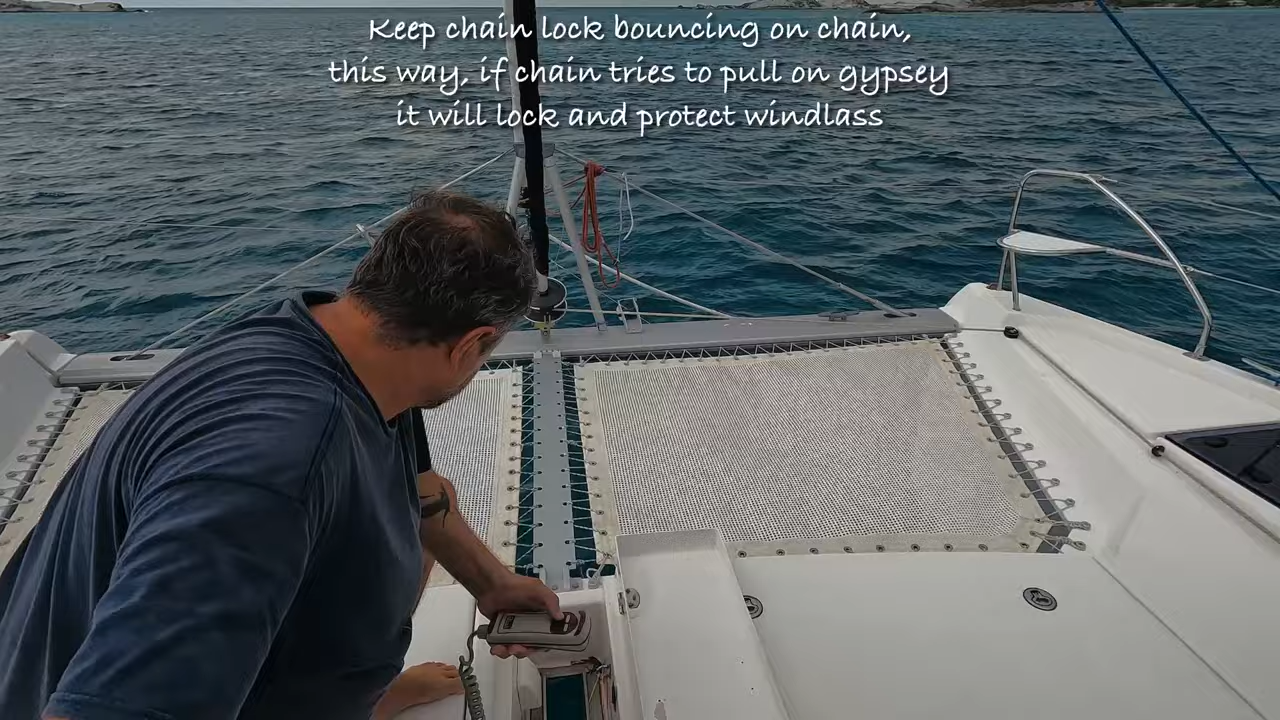 Keep chain lock bouncing on chain,
this way, if chain tries to pull on gypsey
it will lock and protect windlass